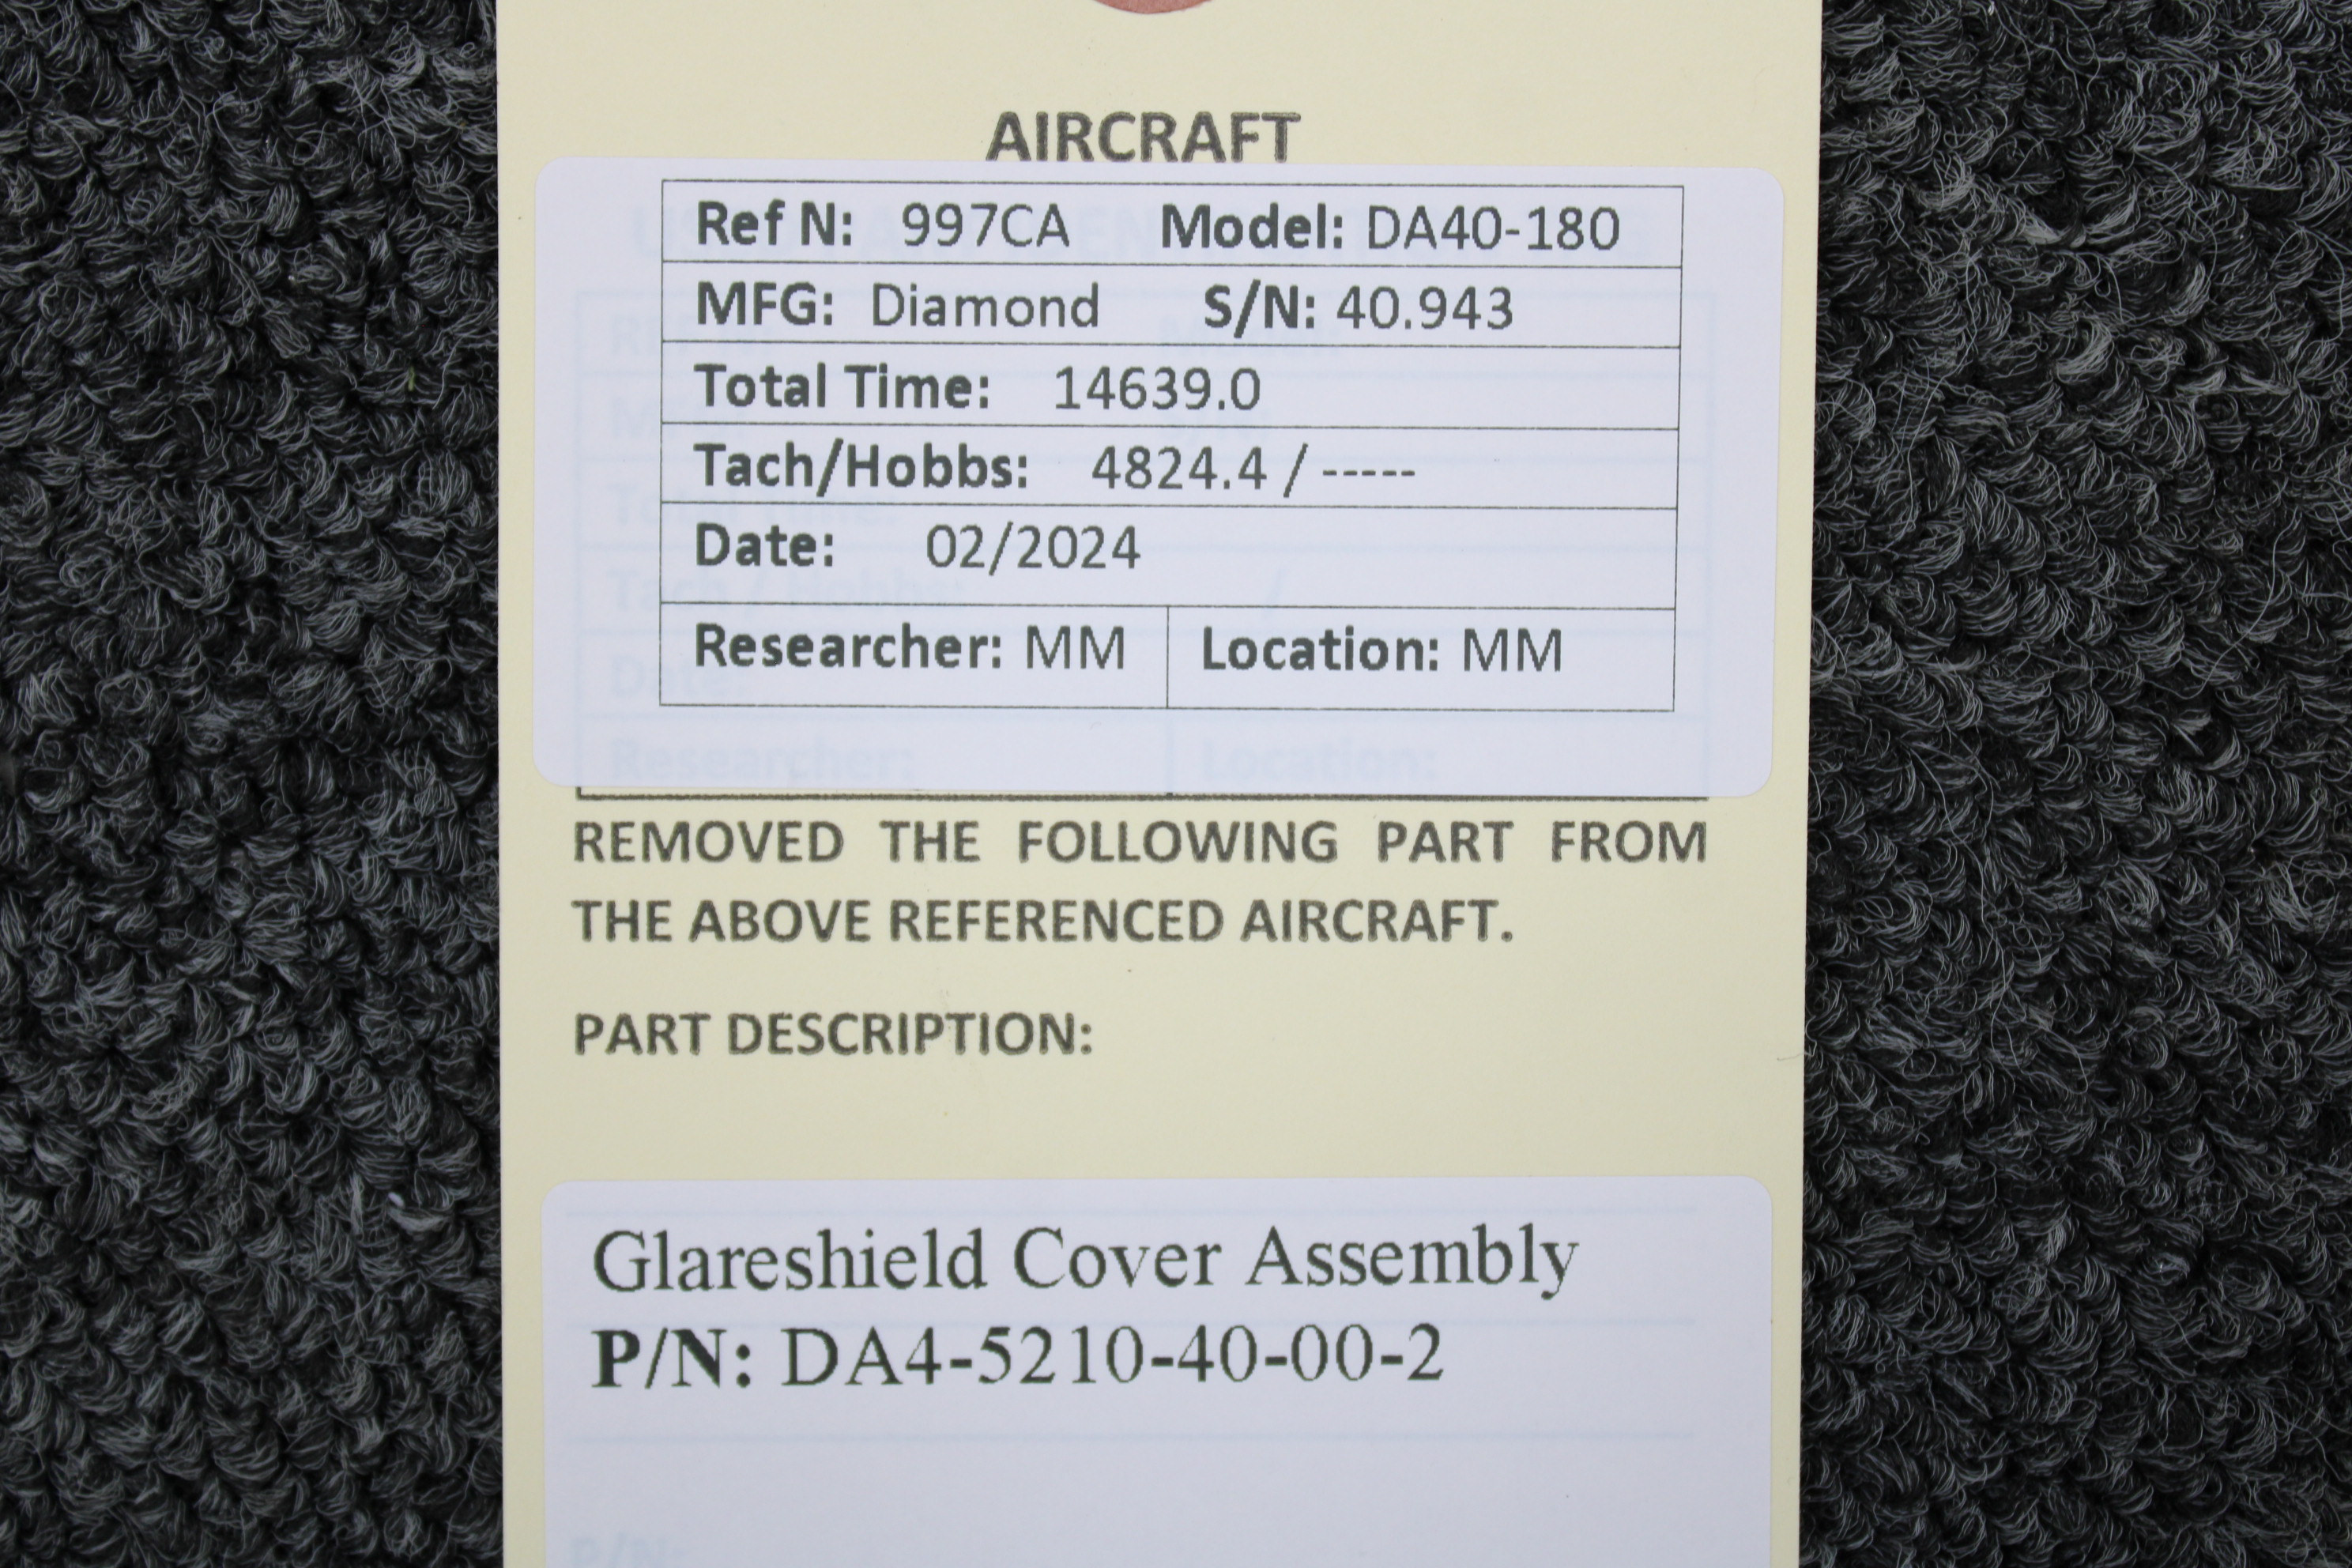 AIRCRAFT
Ref N: 997CA Model: DA40-180
MFG: Diamond S/N: 40.943
Total Time: 14639.0
Tach/Hobbs: 4824.4 / -----
Date: 02/2024
Researcher: MM Location: MM
Researcher: Location:
REMOVED THE FOLLOWING PART FROM
THE ABOVE REFERENCED AIRCRAFT.
PART DESCRIPTION:
Glareshield Cover Assembly
P/N: DA4-5210-40-00-2
P/N: